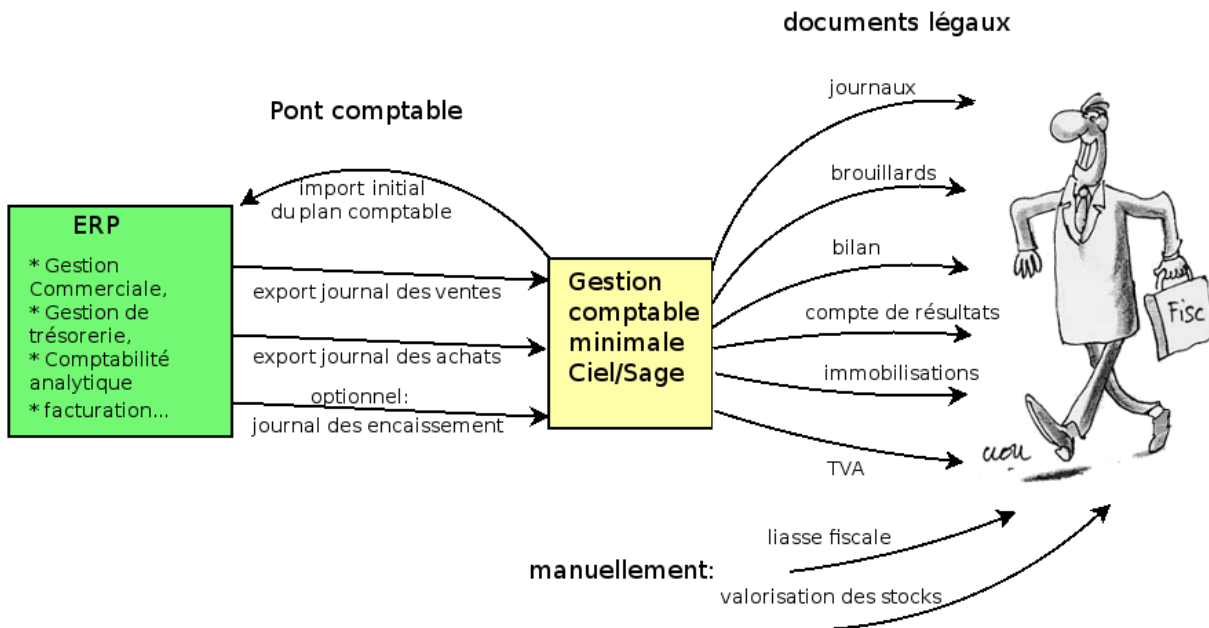 documents légaux
journaux
Pont comptable
brouillards
import initial
du plan comptable
ERP
* Gestion
Commerciale,
* Gestion de
trésorerie,
* Comptabilité
analytique
* facturation...
export journal des ventes
export journal des achats
optionnel:
journal des encaissement
Gestion
comptable
minimale
Ciel/Sage
bilan
compte de résultats
immobilisations
TVA
Fisc
liasse fiscale
manuellement:
valorisation des stocks